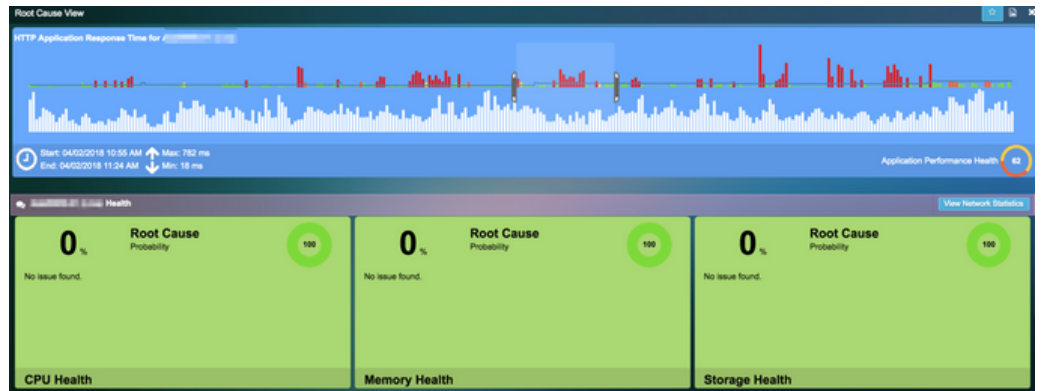 Root Cause View
HTTP Application Response Time for
Start: 04/02/2018 10:55 AM Max: 782 ms
End: 04/02/2018 11:24 AM Min: 18 ms
Application Performance Health 62
Health
View Network Statistics
0 % Root Cause Probability 100
No issue found.
CPU Health
0 % Root Cause Probability 100
No issue found.
Memory Health
0 % Root Cause Probability 100
No issue found.
Storage Health